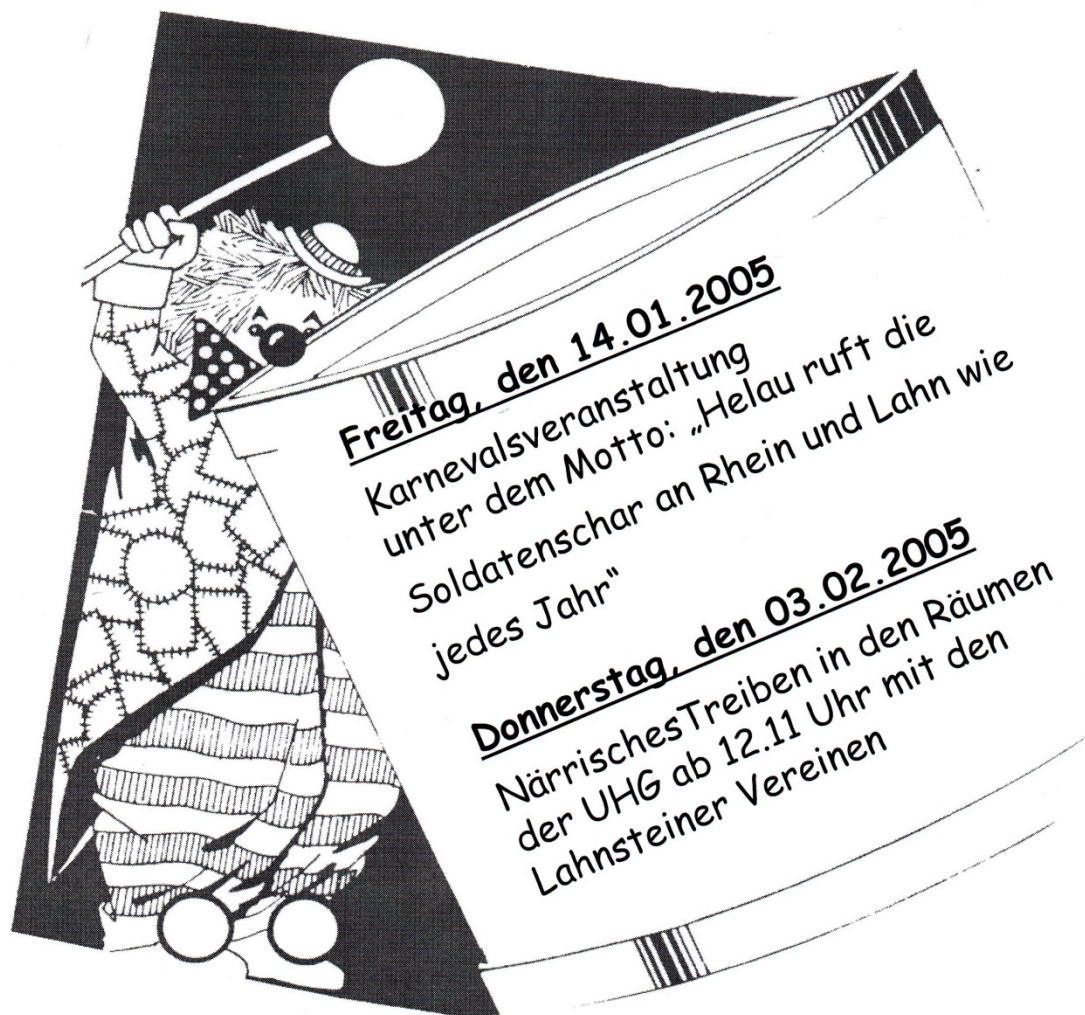 Freitag, den 14.01.2005
Karnevalsveranstaltung
unter dem Motto: „Helau ruft die
Soldatenschar an Rhein und Lahn wie
jedes Jahr“
Donnerstag, den 03.02.2005
NärrischesTreiben in den Räumen
der UHG ab 12.11 Uhr mit den
Lahnsteiner Vereinen